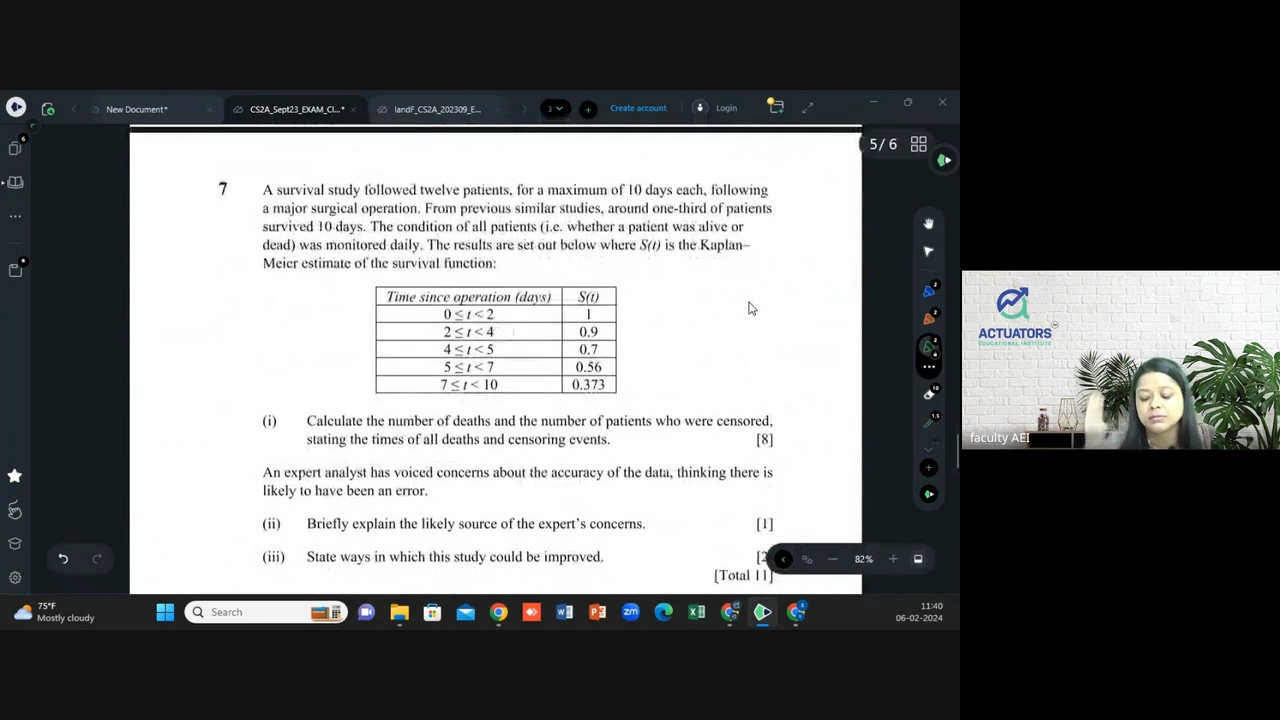 New Document*
CS2A_Sept23_EXAM_Cl...*
IandF_CS2A_202309_E...
3
Create account
Login
5 / 6
7
A survival study followed twelve patients, for a maximum of 10 days each, following
a major surgical operation. From previous similar studies, around one-third of patients
survived 10 days. The condition of all patients (i.e. whether a patient was alive or
dead) was monitored daily. The results are set out below where S(t) is the Kaplan–
Meier estimate of the survival function:
Time since operation (days) S(t)
0 ≤ t < 2 1
2 ≤ t < 4 0.9
4 ≤ t < 5 0.7
5 ≤ t < 7 0.56
7 ≤ t < 10 0.373
(i) Calculate the number of deaths and the number of patients who were censored,
stating the times of all deaths and censoring events. [8]
An expert analyst has voiced concerns about the accuracy of the data, thinking there is
likely to have been an error.
(ii) Briefly explain the likely source of the expert's concerns. [1]
(iii) State ways in which this study could be improved. [2
[Total 11]
82%
ACTUATORS
EDUCATIONAL INSTITUTE
faculty AEI
75°F
Mostly cloudy
Search
11:40
06-02-2024